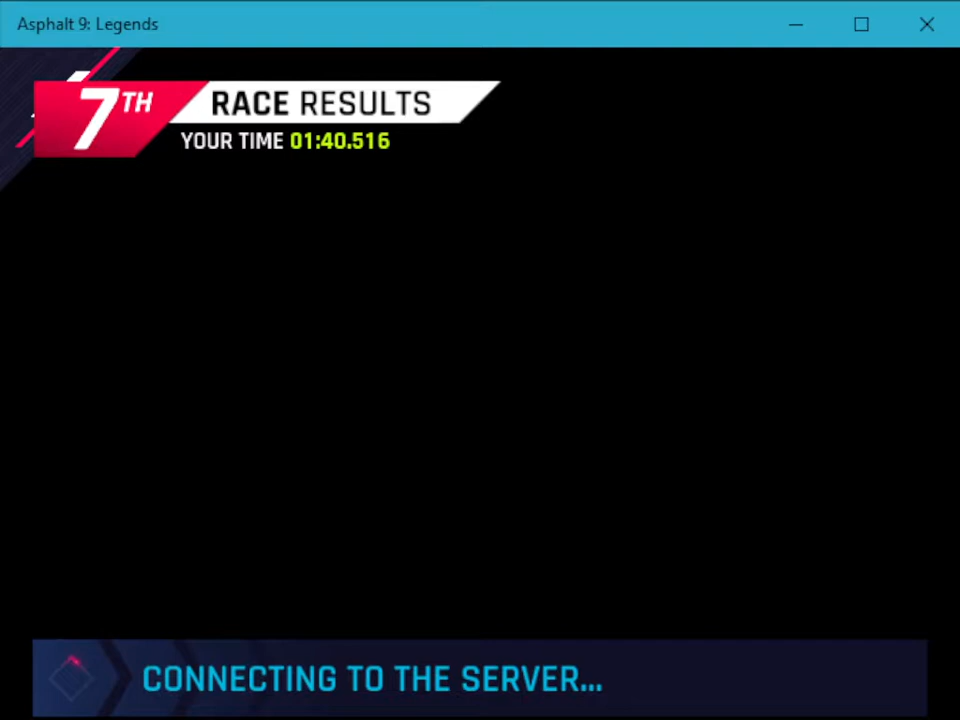 Asphalt 9: Legends
7TH
RACE RESULTS
YOUR TIME 01:40.516
CONNECTING TO THE SERVER...